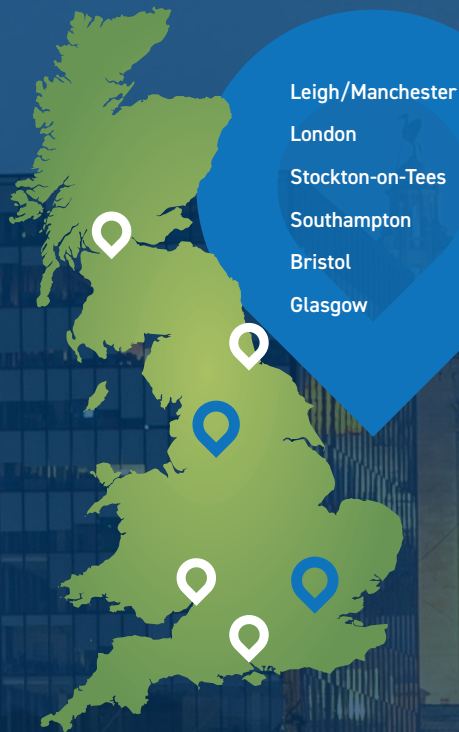 Leigh/Manchester
London
Stockton-on-Tees
Southampton
Bristol
Glasgow